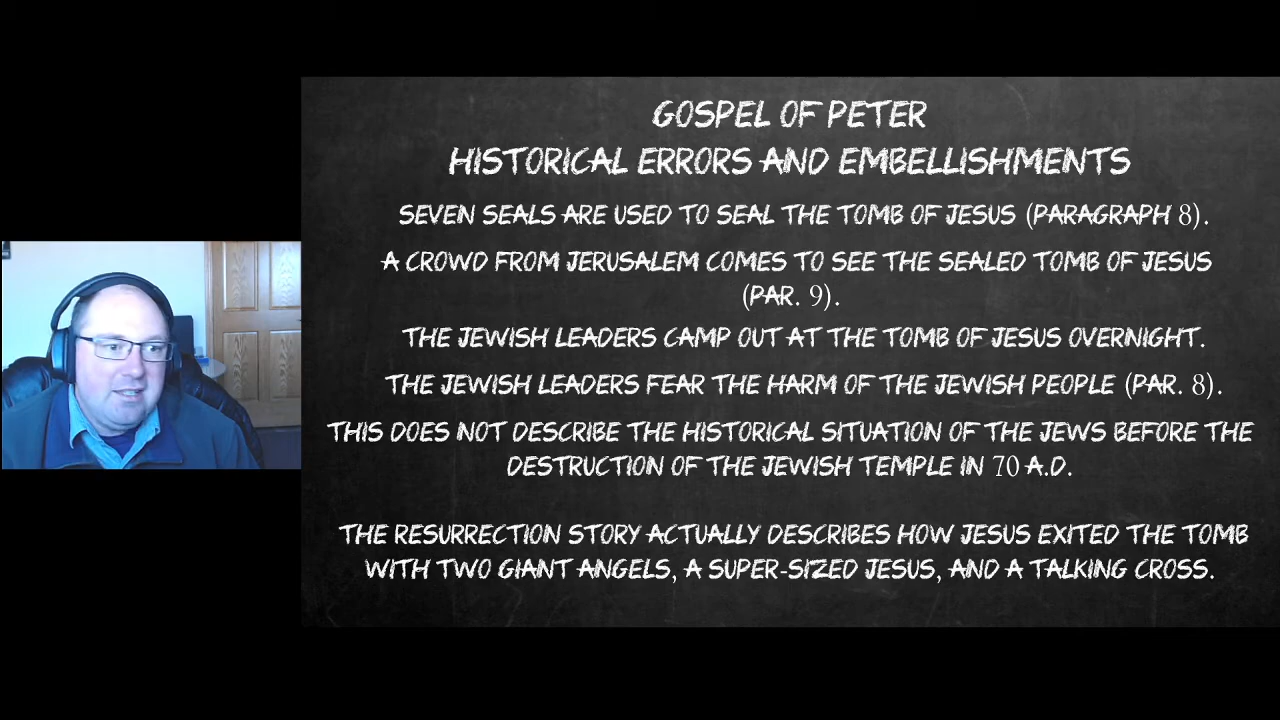 GOSPEL OF PETER
HISTORICAL ERRORS AND EMBELLISHMENTS
SEVEN SEALS ARE USED TO SEAL THE TOMB OF JESUS (PARAGRAPH 8).
A CROWD FROM JERUSALEM COMES TO SEE THE SEALED TOMB OF JESUS
(PAR. 9).
THE JEWISH LEADERS CAMP OUT AT THE TOMB OF JESUS OVERNIGHT.
THE JEWISH LEADERS FEAR THE HARM OF THE JEWISH PEOPLE (PAR. 8).
THIS DOES NOT DESCRIBE THE HISTORICAL SITUATION OF THE JEWS BEFORE THE
DESTRUCTION OF THE JEWISH TEMPLE IN 70 A.D.
THE RESURRECTION STORY ACTUALLY DESCRIBES HOW JESUS EXITED THE TOMB
WITH TWO GIANT ANGELS, A SUPER-SIZED JESUS, AND A TALKING CROSS.